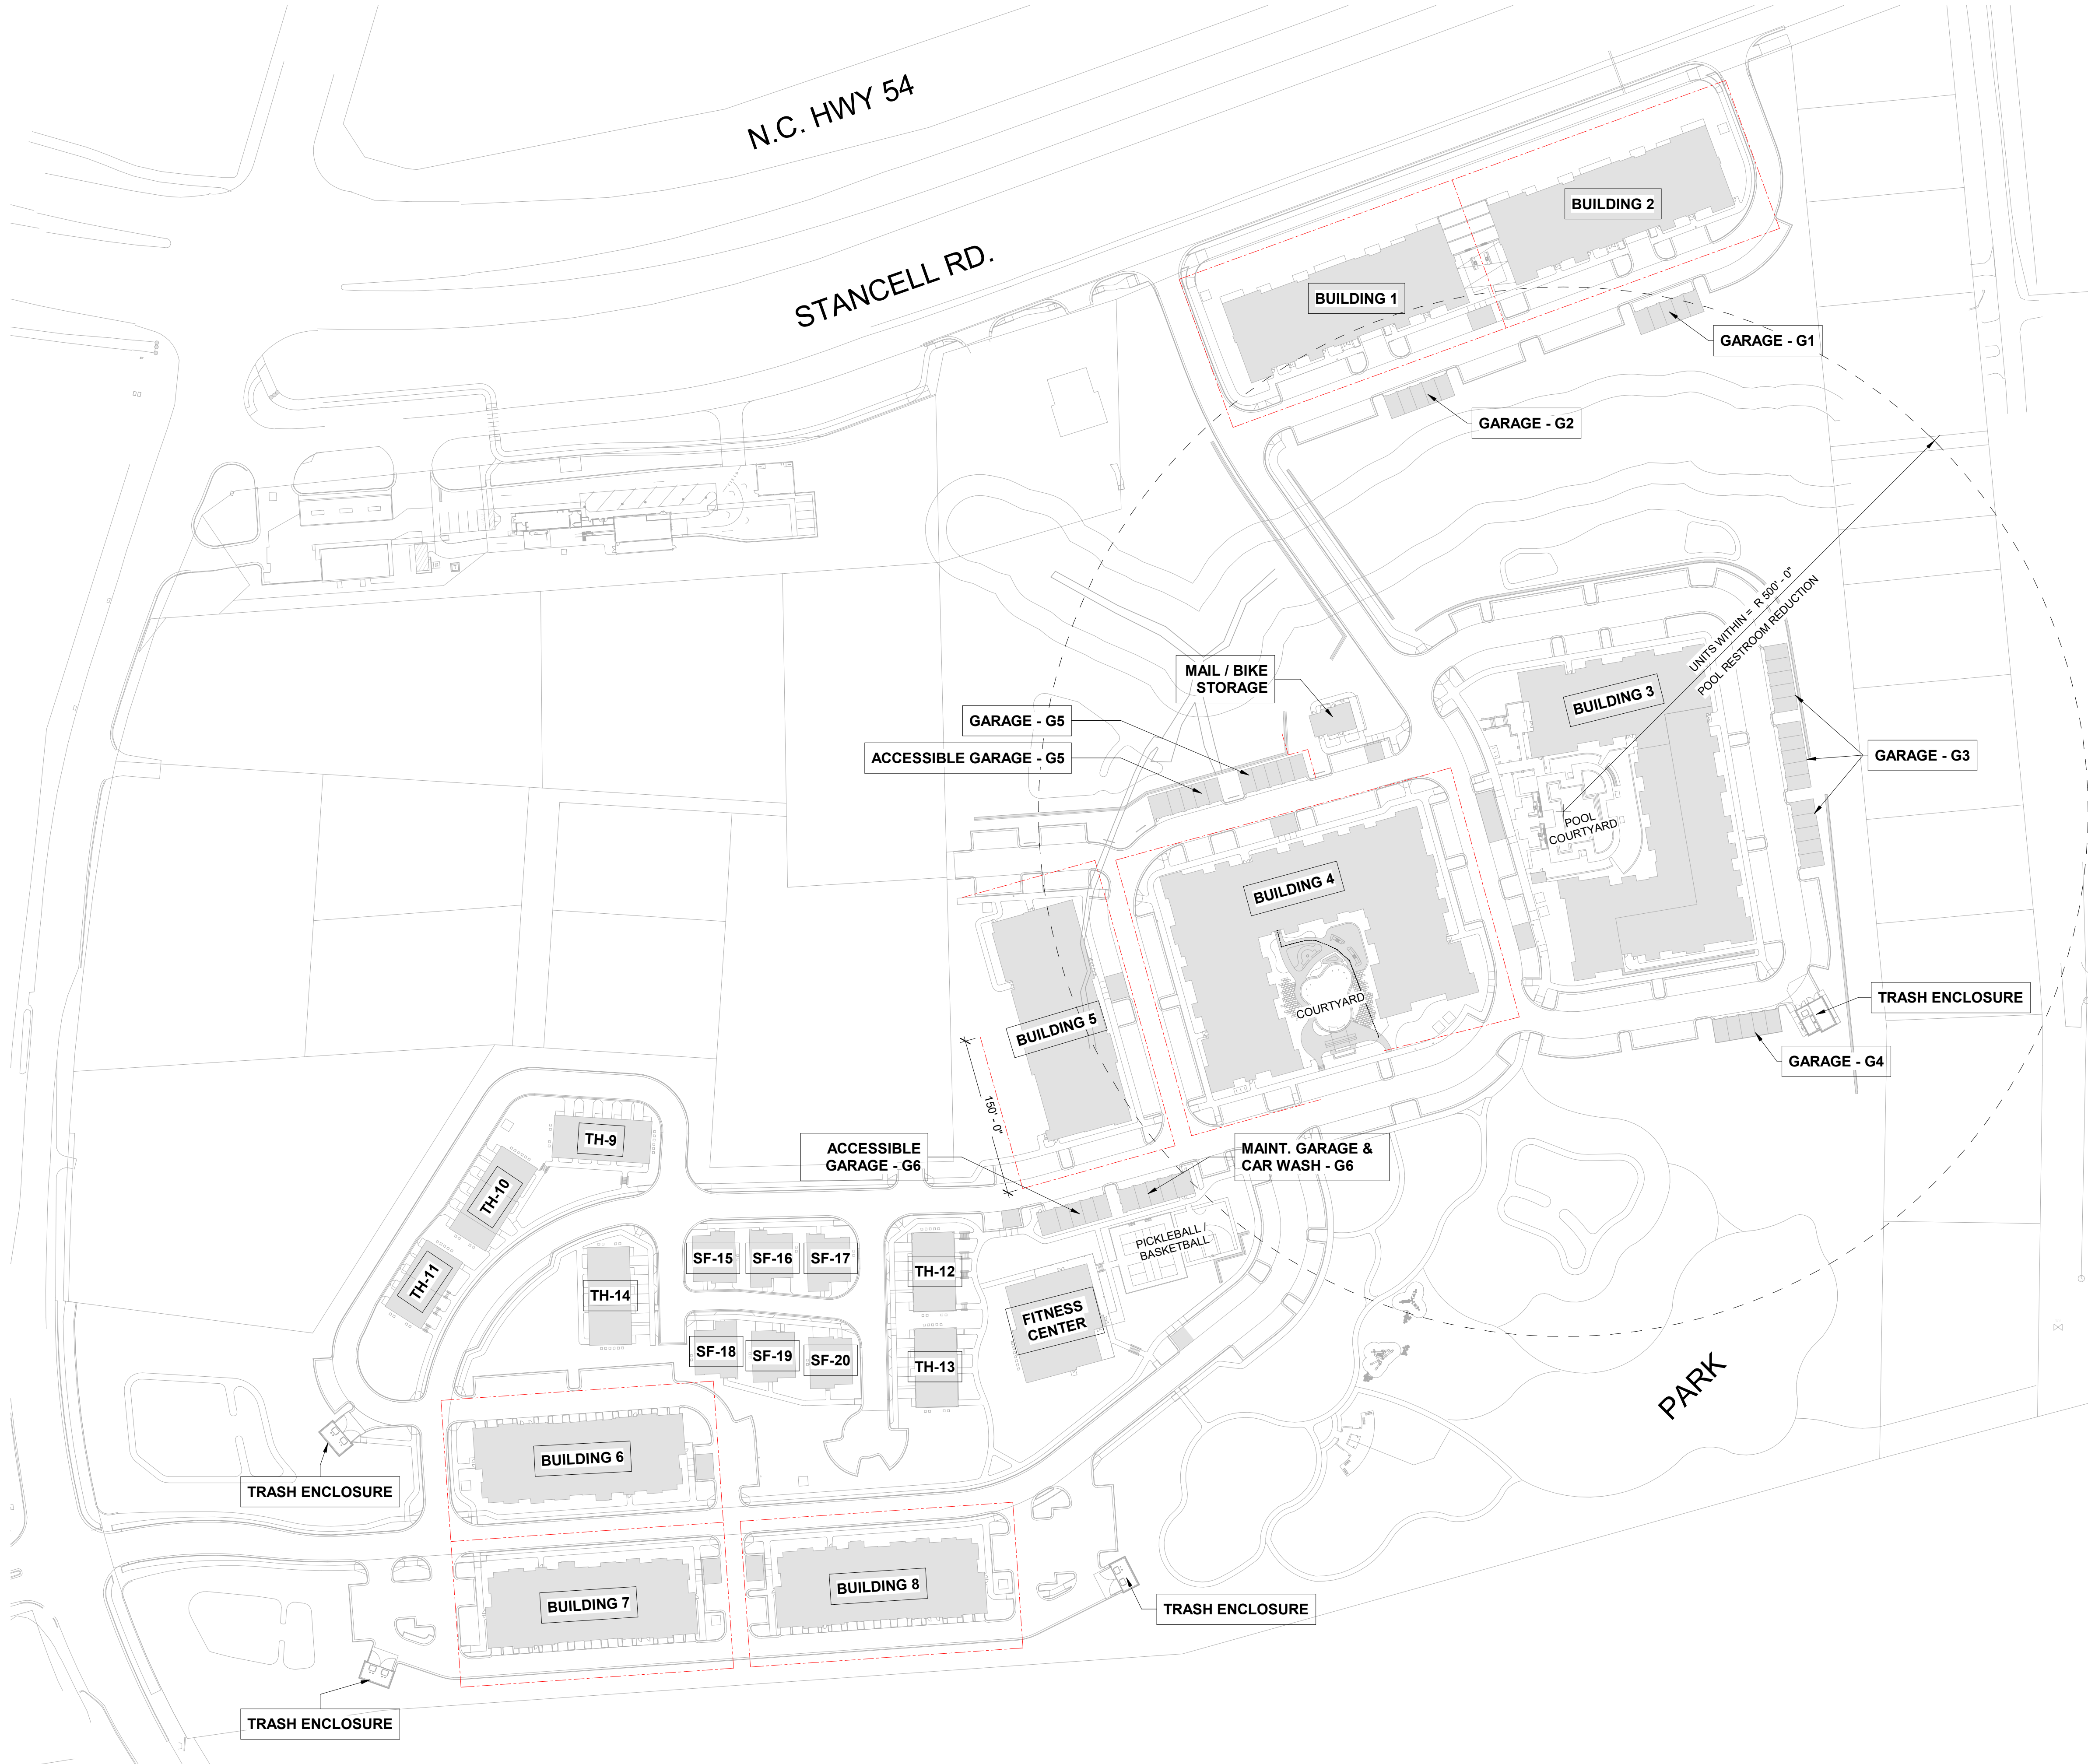 N.C. HWY 54
STANCELL RD.
BUILDING 2
BUILDING 1
GARAGE - G1
GARAGE - G2
UNITS WITHIN = R 500' - 0"
POOL RESTROOM REDUCTION
MAIL / BIKE
STORAGE
BUILDING 3
GARAGE - G5
ACCESSIBLE GARAGE - G5
GARAGE - G3
POOL
COURTYARD
BUILDING 4
COURTYARD
BUILDING 5
TRASH ENCLOSURE
GARAGE - G4
150' - 0"
ACCESSIBLE
GARAGE - G6
MAINT. GARAGE &
CAR WASH - G6
TH-9
TH-10
TH-11
PICKLEBALL /
BASKETBALL
SF-15
SF-16
SF-17
TH-12
TH-14
FITNESS
CENTER
SF-18
SF-19
SF-20
TH-13
PARK
BUILDING 6
TRASH ENCLOSURE
BUILDING 7
BUILDING 8
TRASH ENCLOSURE
TRASH ENCLOSURE